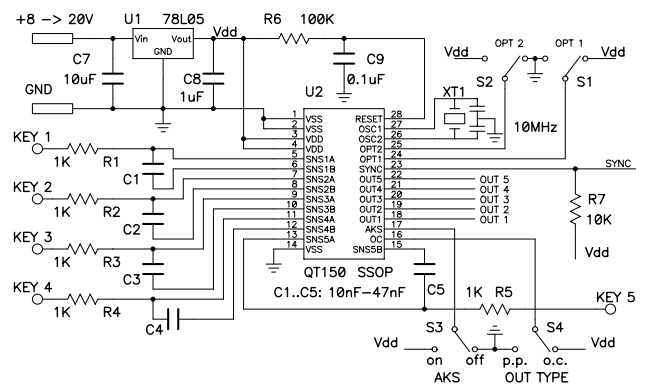 +8 -> 20V
U1
78L05
Vin
Vout
GND
Vdd
R6
100K
C7
10uF
C8
1uF
C9
0.1uF
GND
OPT 2
OPT 1
Vdd
Vdd
S2
S1
XT1
10MHz
U2
1 VSS
2 VSS
3 VDD
4 VDD
5 SNS1A
6 SNS1B
7 SNS2A
8 SNS2B
9 SNS3A
10 SNS3B
11 SNS4A
12 SNS4B
13 SNS5A
14 VSS
RESET 28
OSC1 27
OSC2 26
OPT2 25
OPT1 24
SYNC 23
OUT5 22
OUT4 21
OUT3 20
OUT2 19
OUT1 18
AKS 17
OC 16
SNS5B 15
SYNC
OUT 5
OUT 4
OUT 3
OUT 2
OUT 1
R7
10K
Vdd
KEY 1
1K
R1
C1
KEY 2
1K
R2
C2
KEY 3
1K
R3
C3
KEY 4
1K
R4
C4
QT150 SSOP
C1..C5: 10nF-47nF
C5
1K
R5
KEY 5
S3
S4
Vdd
Vdd
on
off
p.p.
o.c.
AKS
OUT TYPE